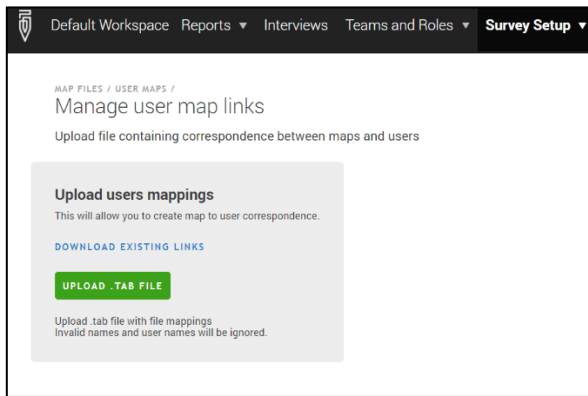 Default Workspace Reports ▼ Interviews Teams and Roles ▼ Survey Setup ▼
MAP FILES / USER MAPS /
Manage user map links
Upload file containing correspondence between maps and users
Upload users mappings
This will allow you to create map to user correspondence.
DOWNLOAD EXISTING LINKS
UPLOAD .TAB FILE
Upload .tab file with file mappings
Invalid names and user names will be ignored.